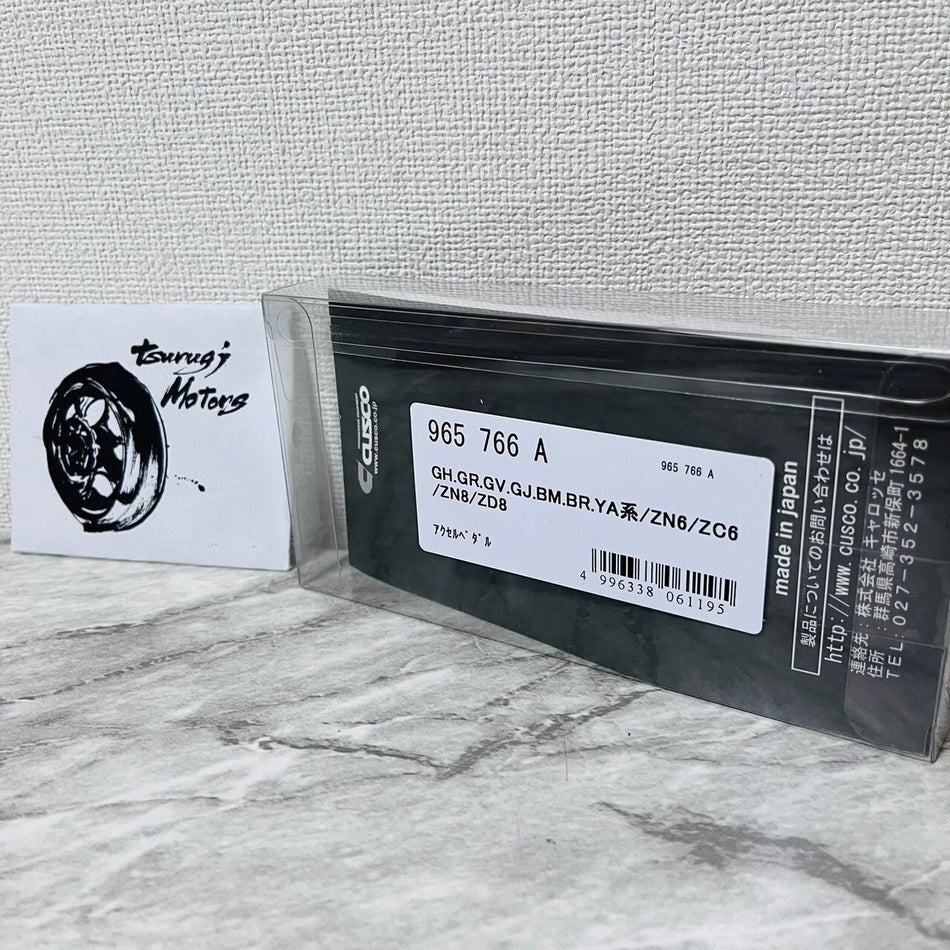 tsurugi
Motors
CUSCO
www.cusco.co.jp
965 766 A
965 766 A
GH.GR.GV.GJ.BM.BR.YA系/ZN6/ZC6
/ZN8/ZD8
アクセルペダル
4 996338 061195
made in japan
製品についてのお問い合わせは
http://www.cusco.co.jp/
連絡先：株式会社 キャロッセ
住所　：群馬県高崎市新保町1664-1
TEL：027-352-3578